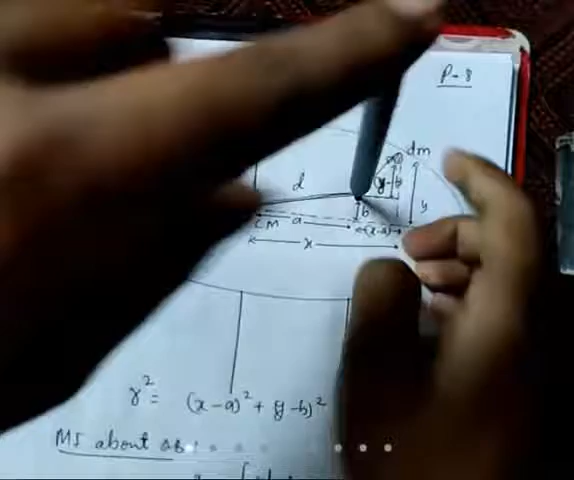 P-8
dm
d
(y-b)
y
b
CM a (x-a)
x
r² = (x-a)² + (y-b)²
MI about